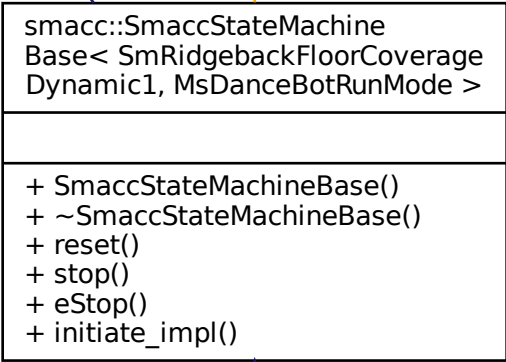 smacc::SmaccStateMachine
Base< SmRidgebackFloorCoverage
Dynamic1, MsDanceBotRunMode >
+ SmaccStateMachineBase()
+ ~SmaccStateMachineBase()
+ reset()
+ stop()
+ eStop()
+ initiate_impl()